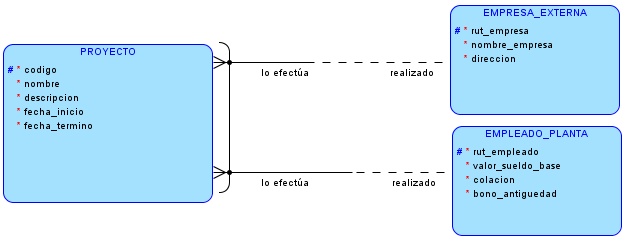 PROYECTO
# * codigo
* nombre
* descripcion
* fecha_inicio
* fecha_termino
lo efectúa
realizado
EMPRESA_EXTERNA
# * rut_empresa
* nombre_empresa
* direccion
lo efectúa
realizado
EMPLEADO_PLANTA
# * rut_empleado
* valor_sueldo_base
* colacion
* bono_antiguedad